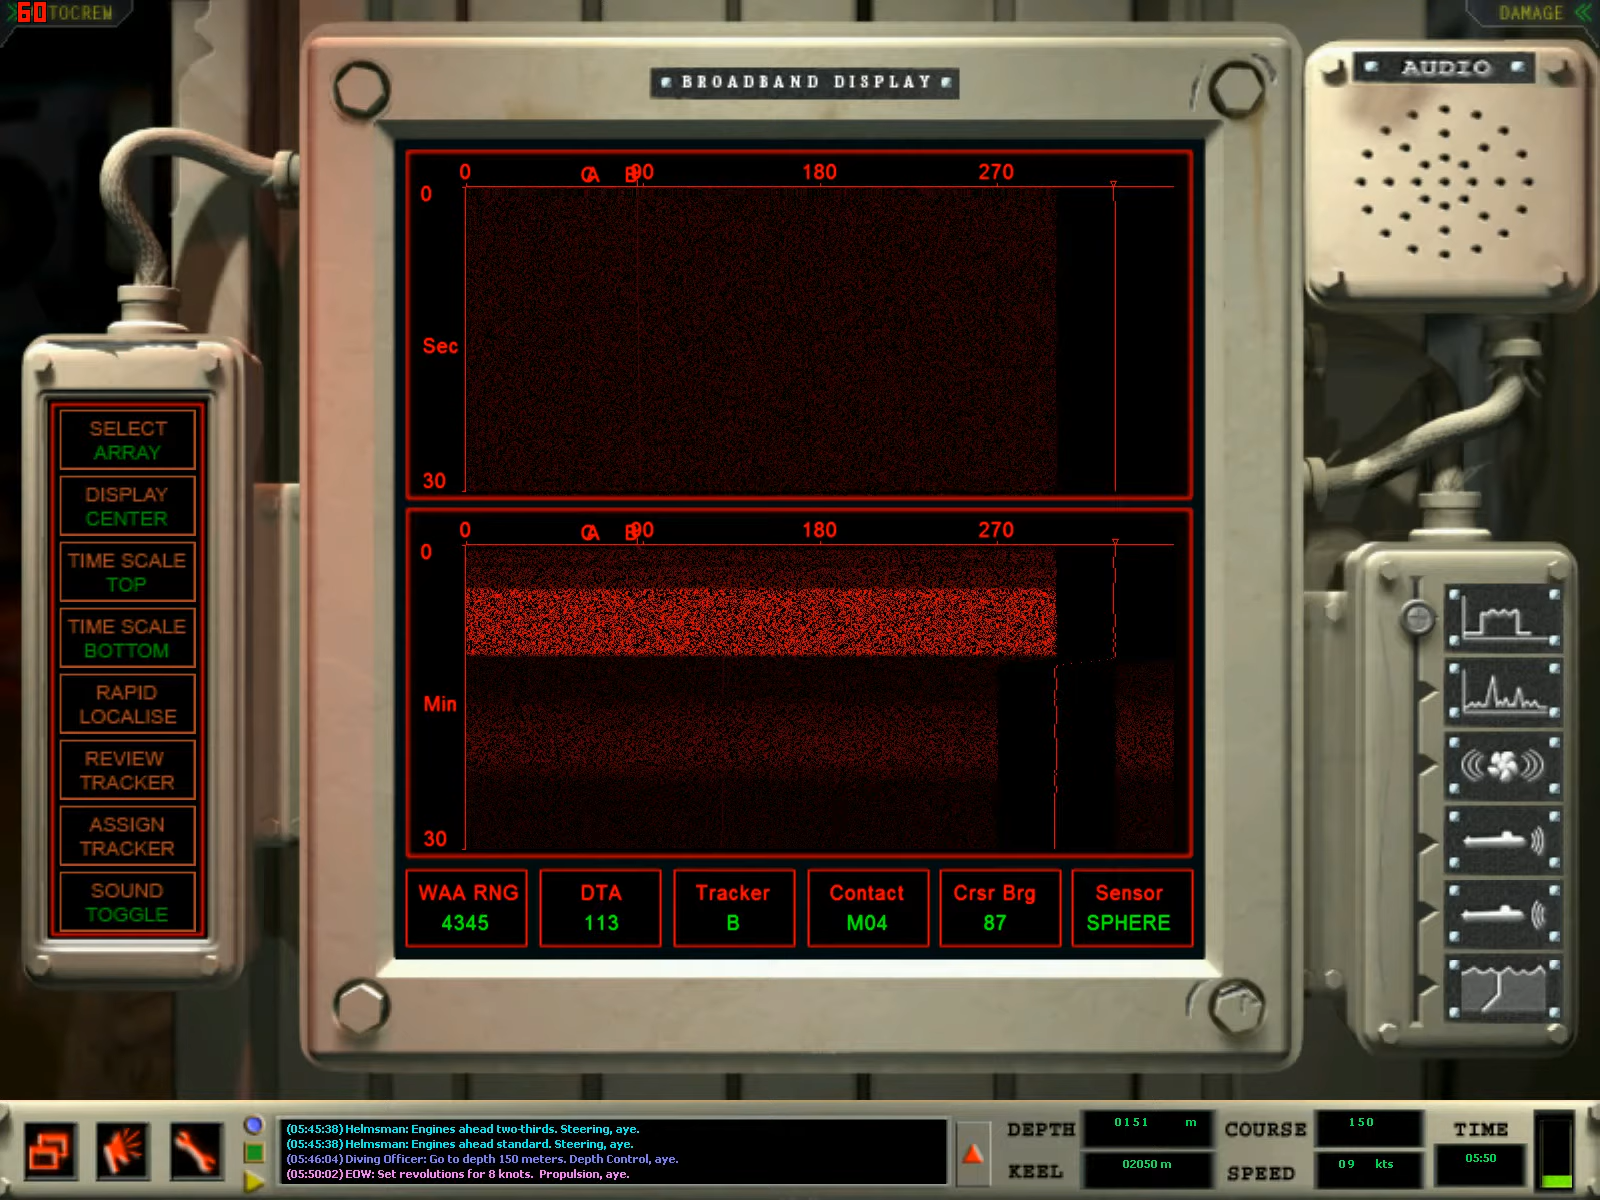 60TOCREW
DAMAGE
BROADBAND DISPLAY
AUDIO
0 C A B 90 180 270
0
Sec
30
0 C A B 90 180 270
0
Min
30
SELECT
ARRAY
DISPLAY
CENTER
TIME SCALE
TOP
TIME SCALE
BOTTOM
RAPID
LOCALISE
REVIEW
TRACKER
ASSIGN
TRACKER
SOUND
TOGGLE
WAA RNG
4345
DTA
113
Tracker
B
Contact
M04
Crsr Brg
87
Sensor
SPHERE
(05:45:38) Helmsman: Engines ahead two-thirds. Steering, aye.
(05:45:38) Helmsman: Engines ahead standard. Steering, aye.
(05:46:04) Diving Officer: Go to depth 150 meters. Depth Control, aye.
(05:50:02) EOW: Set revolutions for 8 knots. Propulsion, aye.
DEPTH 0151 m
KEEL 02050 m
COURSE 150
SPEED 09 kts
TIME
05:50